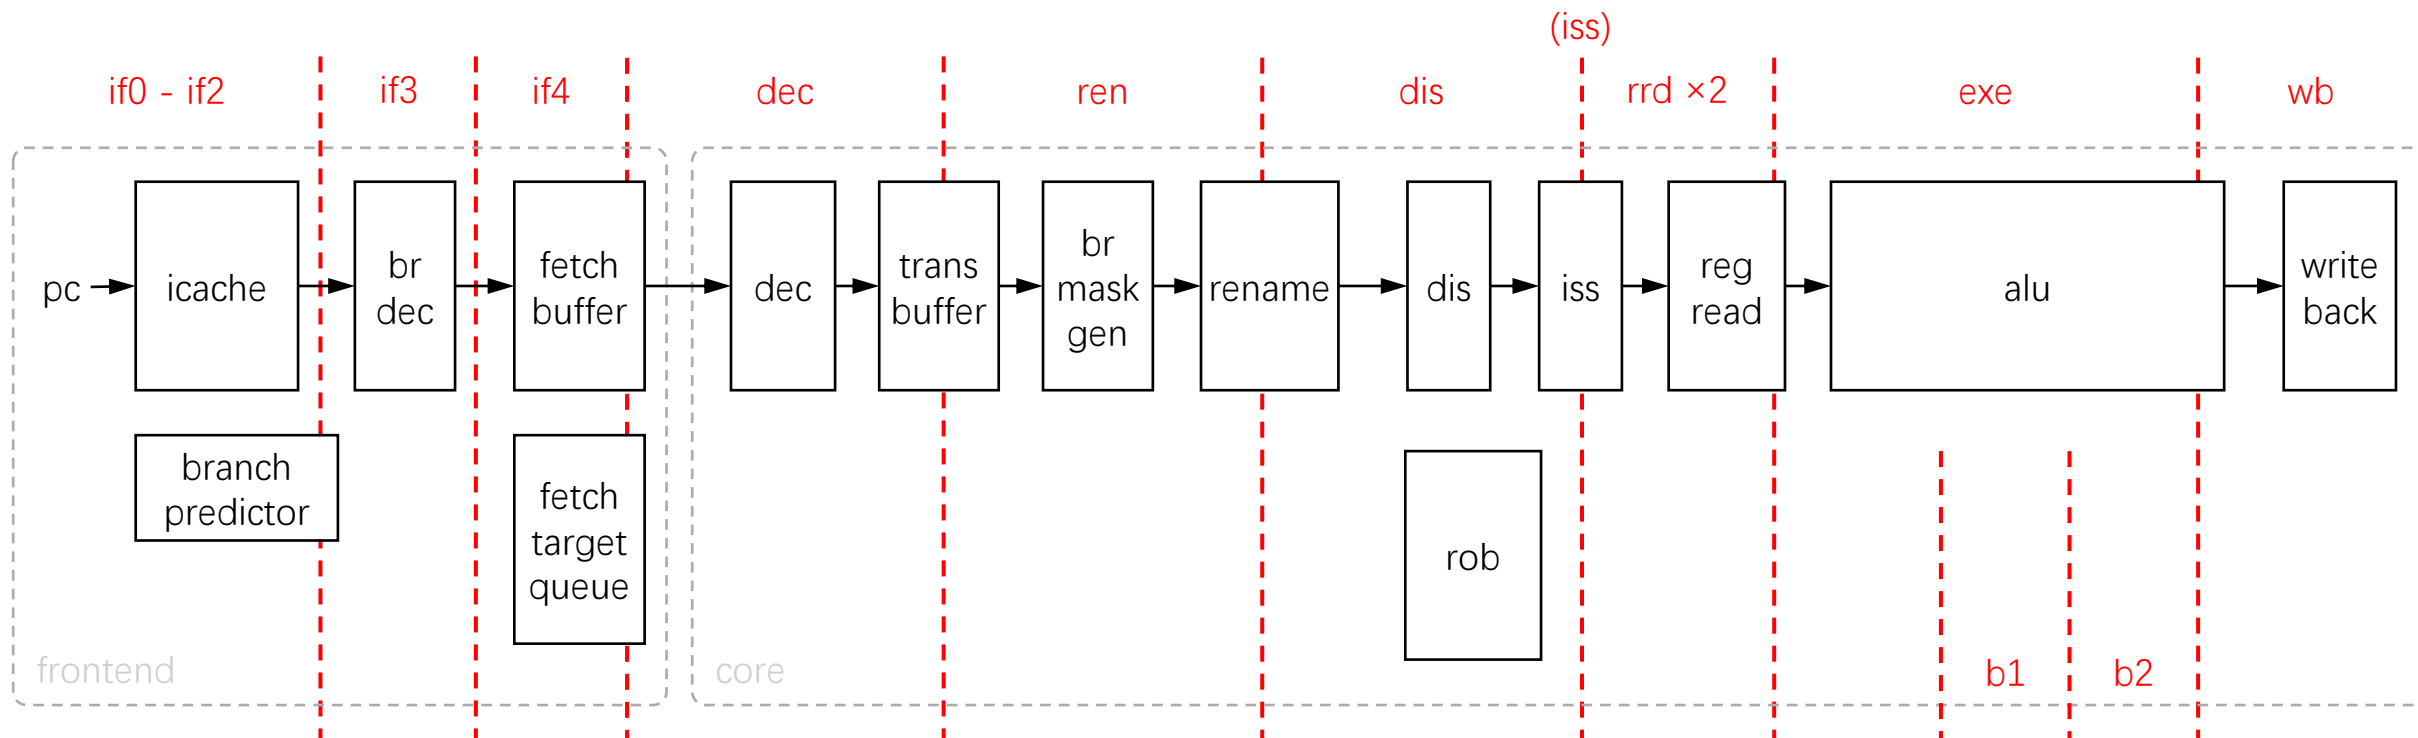 (iss)
if0 - if2
if3
if4
dec
ren
dis
rrd ×2
exe
wb
pc
icache
br
dec
fetch
buffer
dec
trans
buffer
br
mask
gen
rename
dis
iss
reg
read
alu
write
back
branch
predictor
fetch
target
queue
rob
frontend
core
b1
b2